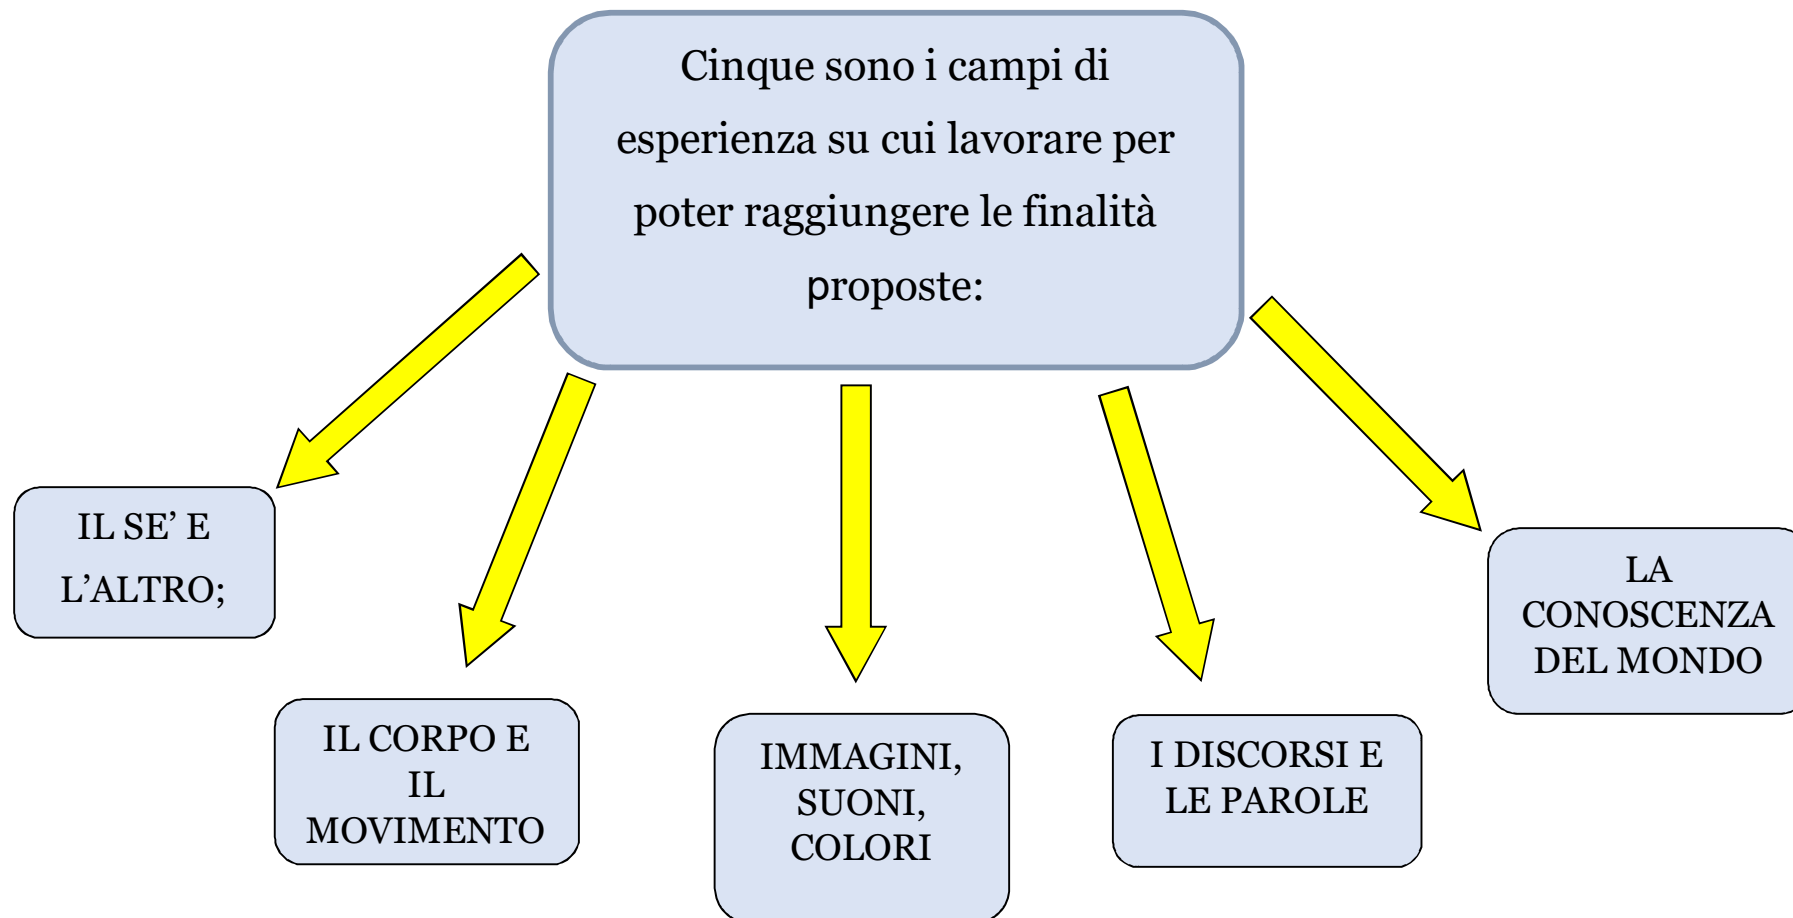 Cinque sono i campi di
esperienza su cui lavorare per
poter raggiungere le finalità
proposte:
IL SE’ E
L’ALTRO;
IL CORPO E
IL
MOVIMENTO
IMMAGINI,
SUONI,
COLORI
I DISCORSI E
LE PAROLE
LA
CONOSCENZA
DEL MONDO